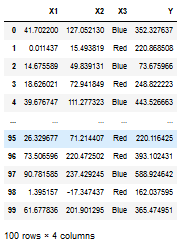 X1 X2 X3 Y
0 41.702200 127.052130 Blue 352.327637
1 0.011437 15.493819 Red 220.868508
2 14.675589 49.839131 Blue 73.675966
3 18.626021 72.941849 Red 248.822223
4 39.676747 111.277323 Blue 443.526663
... ... ... ... ...
95 26.329677 71.214407 Red 220.116425
96 73.506596 220.472502 Red 393.102431
97 90.781585 237.429245 Blue 588.924642
98 1.395157 -17.347437 Red 162.037595
99 61.677836 201.901295 Blue 365.474951
100 rows × 4 columns